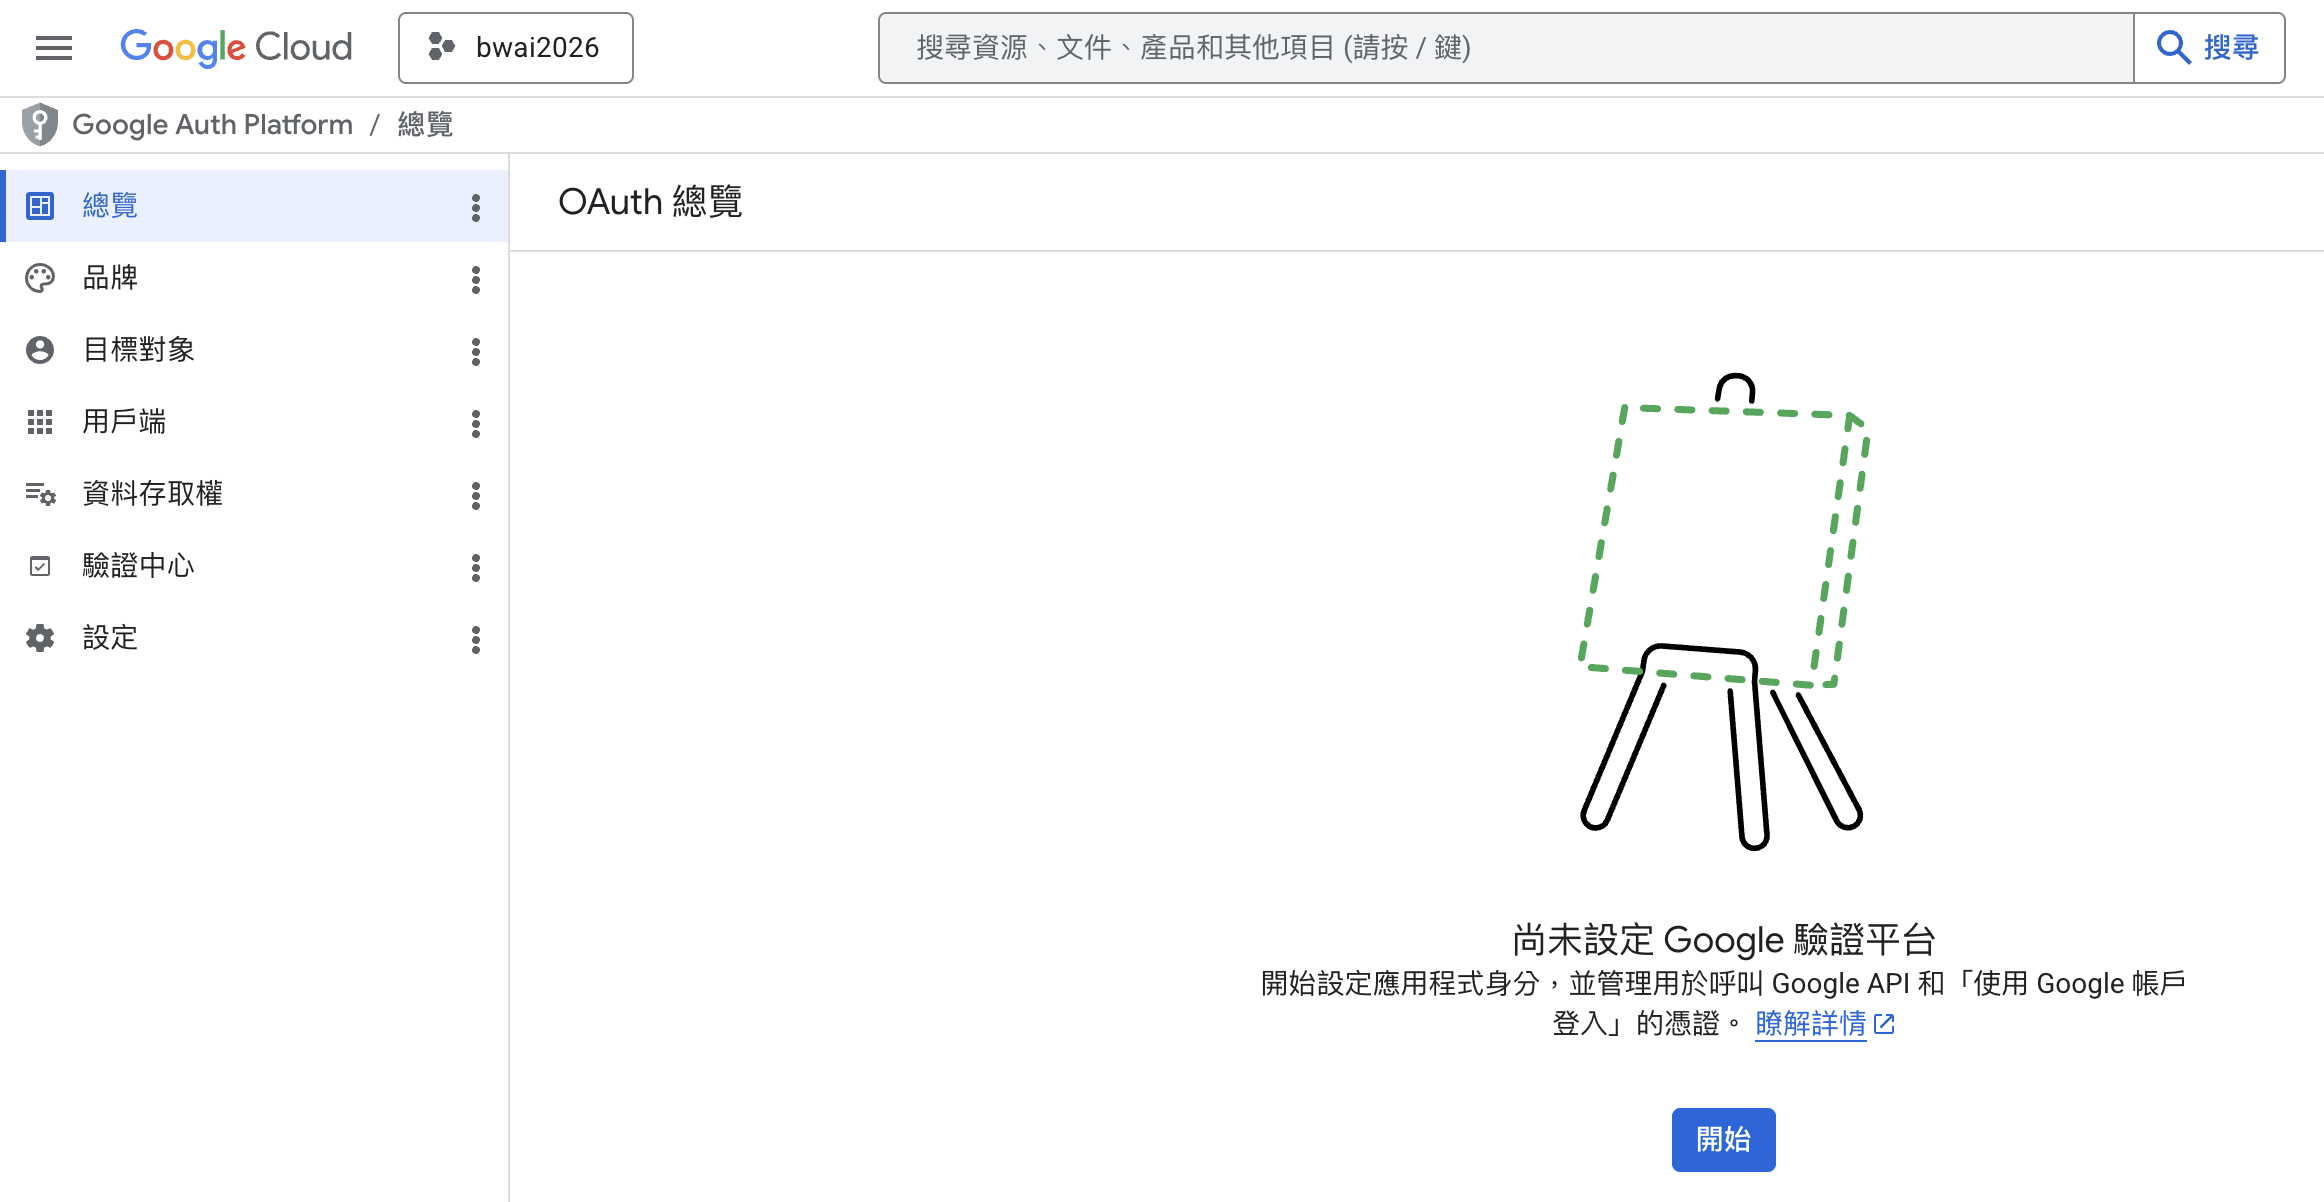 Google Cloud
bwai2026
搜尋資源、文件、產品和其他項目 (請按 / 鍵)
搜尋
Google Auth Platform / 總覽
總覽
品牌
目標對象
用戶端
資料存取權
驗證中心
設定
OAuth 總覽
尚未設定 Google 驗證平台
開始設定應用程式身分，並管理用於呼叫 Google API 和「使用 Google 帳戶
登入」的憑證。 瞭解詳情
開始